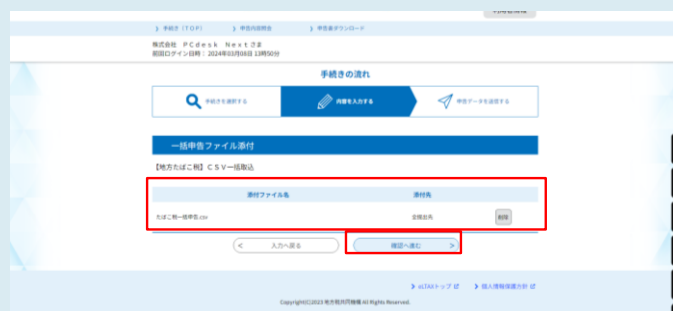 手続き（TOP）
申告内容照会
申告書ダウンロード
株式会社　PCdesk Nextさま
前回ログイン日時：2024年03月08日 13時50分
手続きの流れ
手続きを選択する
内容を入力する
申告データを送信する
一括申告ファイル添付
【地方たばこ税】CSV一括取込
添付ファイル名
添付先
たばこ税一括申告.csv
全提出先
削除
< 入力へ戻る
確認へ進む >
eLTAXトップ
個人情報保護方針
Copyright(C)2023 地方税共同機構 All Rights Reserved.